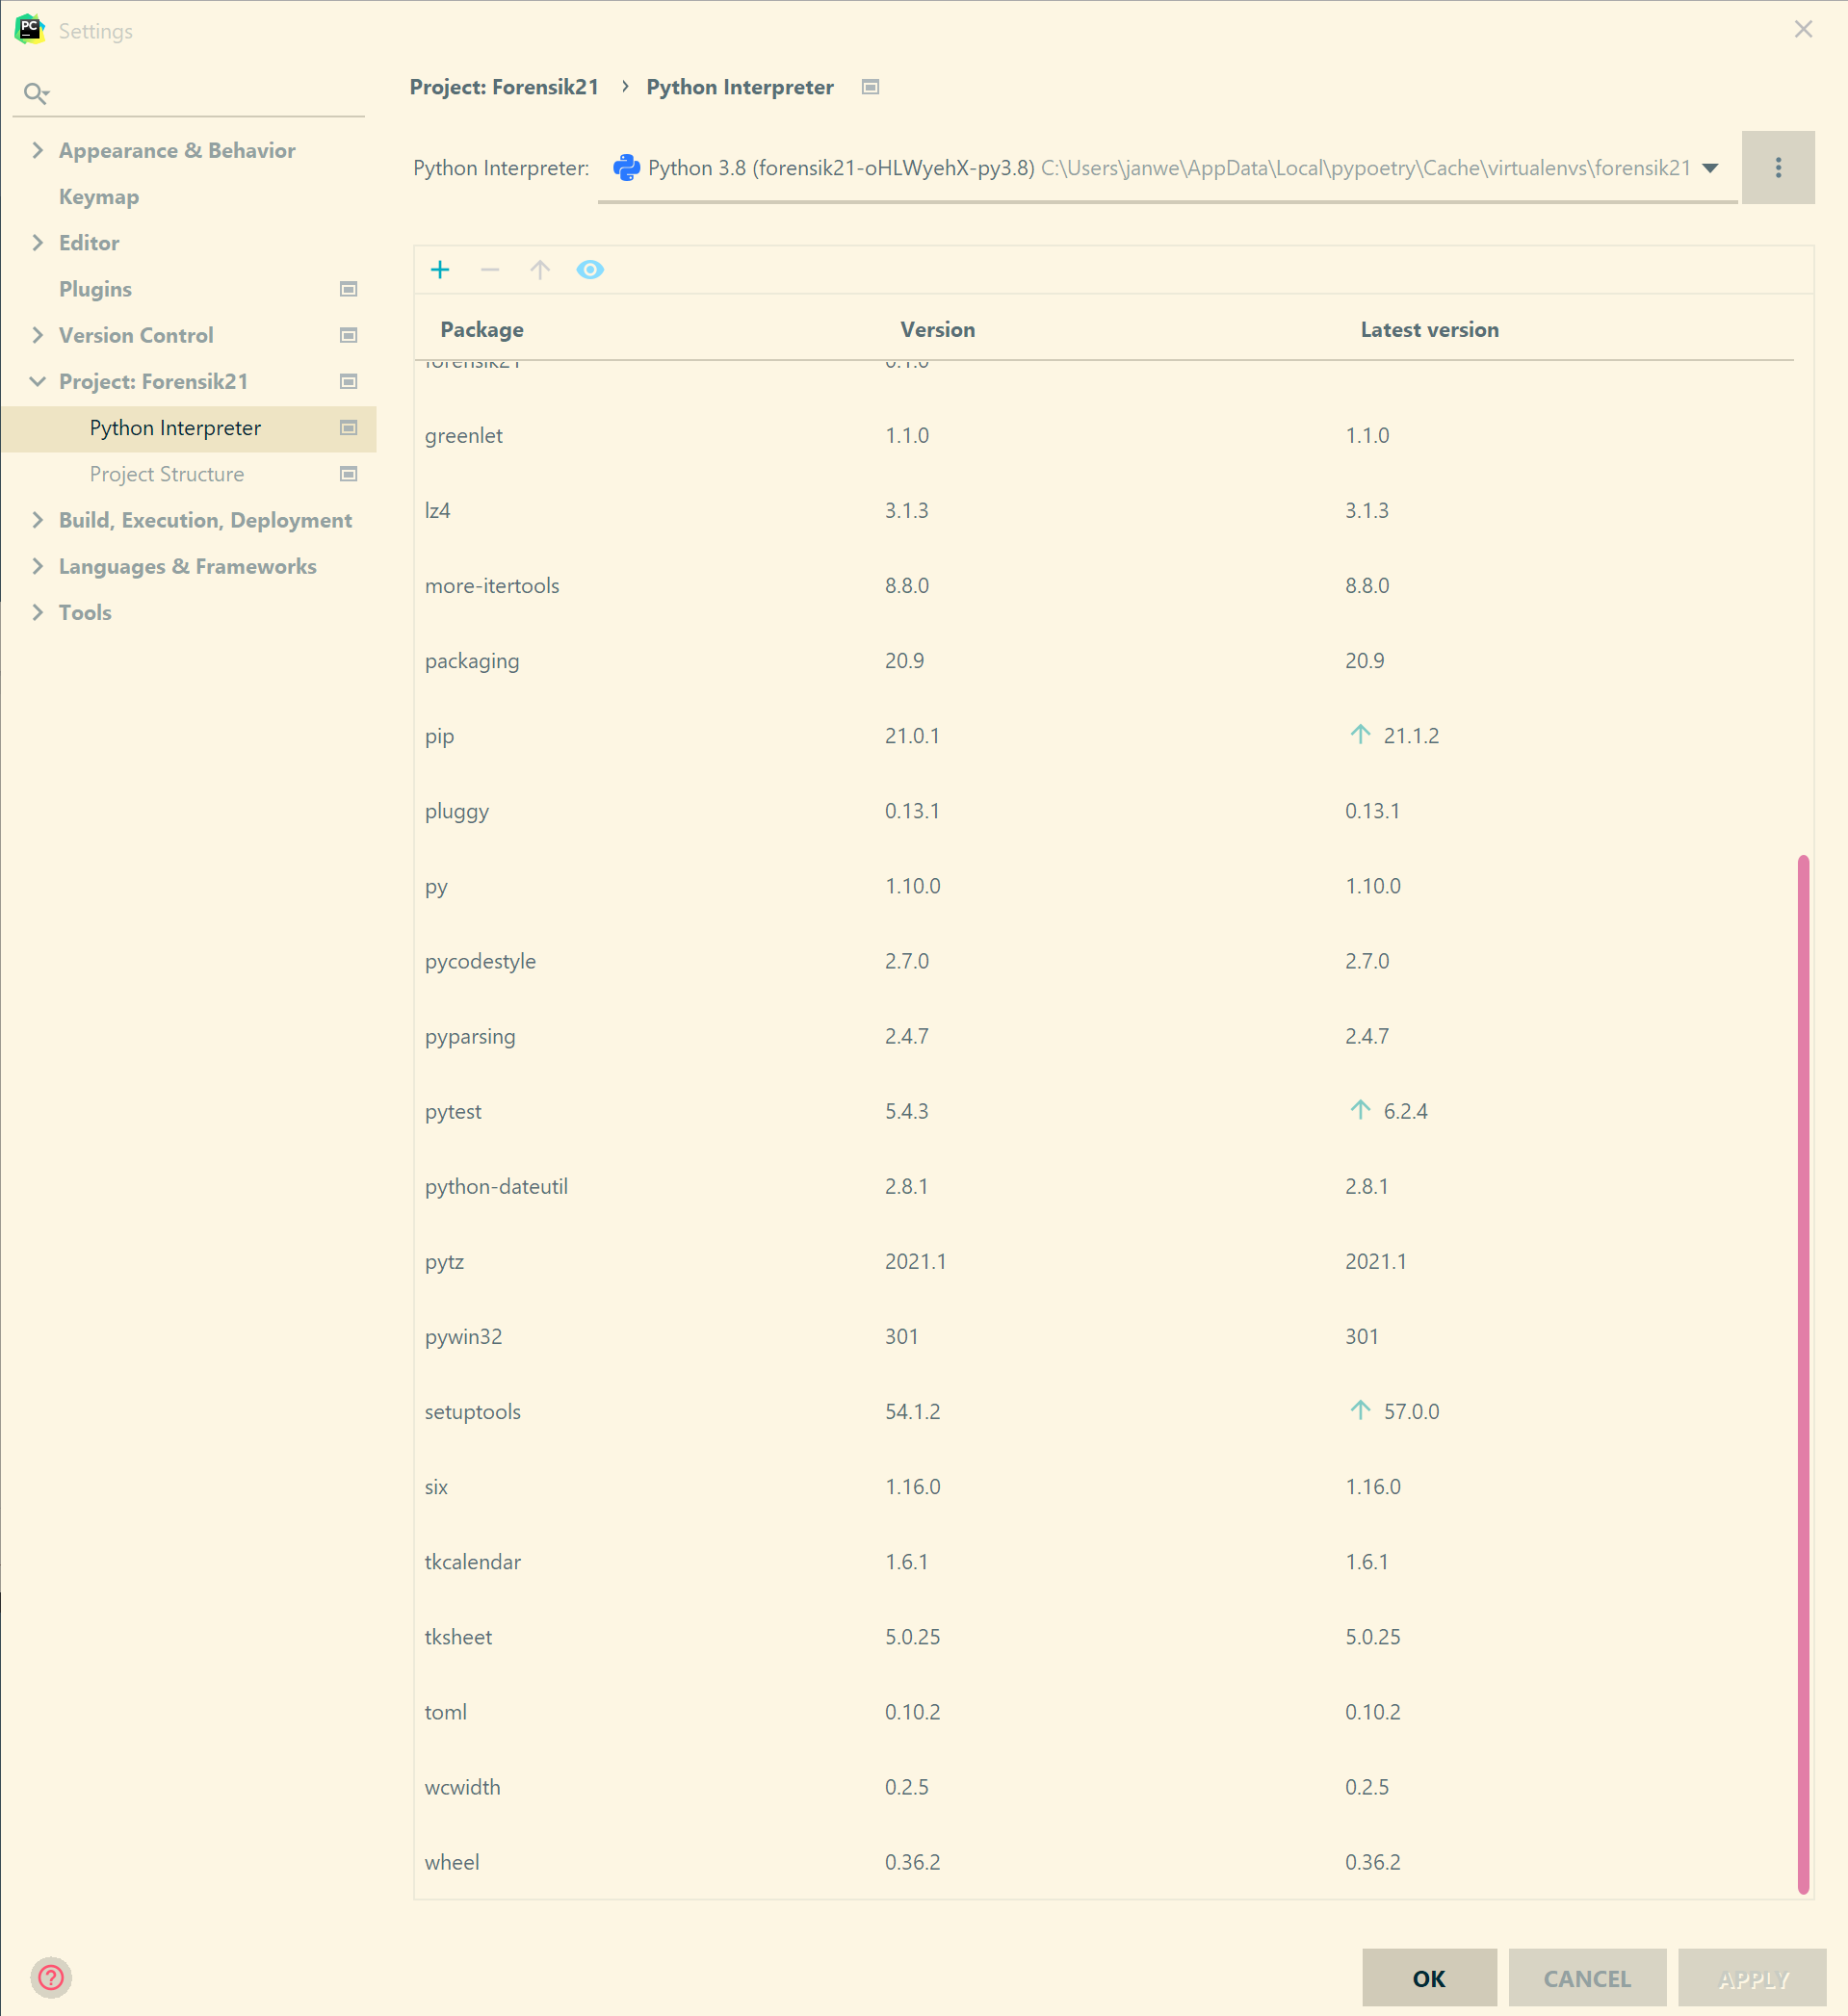 PC
Settings
Project: Forensik21 › Python Interpreter
Appearance & Behavior
Keymap
Editor
Plugins
Version Control
Project: Forensik21
Python Interpreter
Project Structure
Build, Execution, Deployment
Languages & Frameworks
Tools
Python Interpreter: Python 3.8 (forensik21-oHLWyehX-py3.8) C:\Users\janwe\AppData\Local\pypoetry\Cache\virtualenvs\forensik21
Package Version Latest version
forensik21 0.1.0
greenlet 1.1.0 1.1.0
lz4 3.1.3 3.1.3
more-itertools 8.8.0 8.8.0
packaging 20.9 20.9
pip 21.0.1 21.1.2
pluggy 0.13.1 0.13.1
py 1.10.0 1.10.0
pycodestyle 2.7.0 2.7.0
pyparsing 2.4.7 2.4.7
pytest 5.4.3 6.2.4
python-dateutil 2.8.1 2.8.1
pytz 2021.1 2021.1
pywin32 301 301
setuptools 54.1.2 57.0.0
six 1.16.0 1.16.0
tkcalendar 1.6.1 1.6.1
tksheet 5.0.25 5.0.25
toml 0.10.2 0.10.2
wcwidth 0.2.5 0.2.5
wheel 0.36.2 0.36.2
? OK CANCEL APPLY